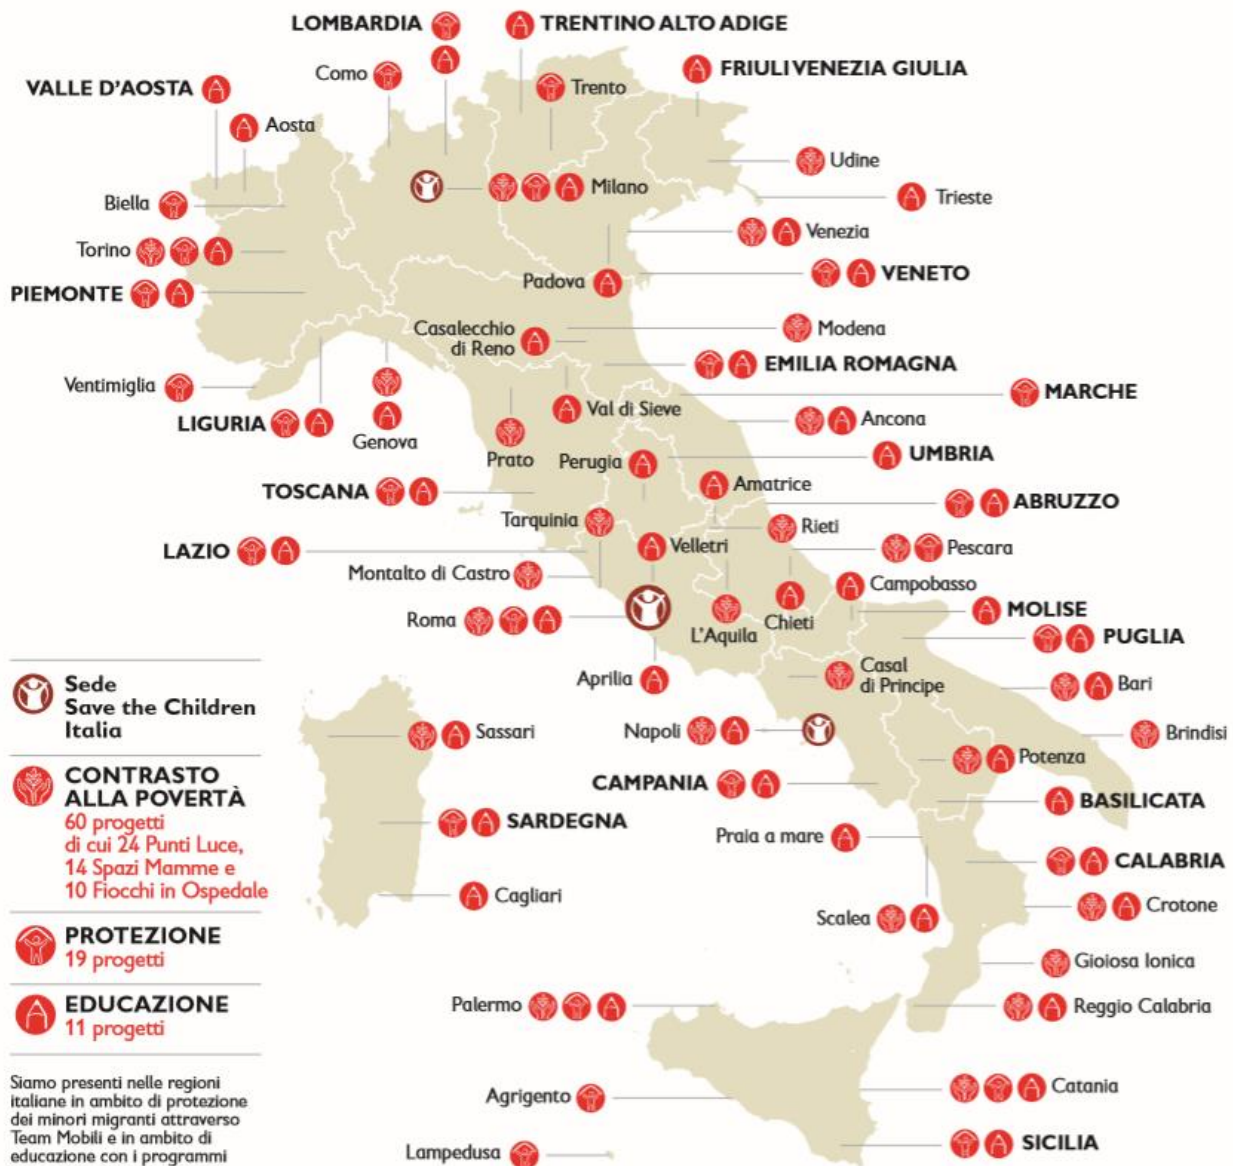 LOMBARDIA
TRENTINO ALTO ADIGE
Como
Trento
FRIULI VENEZIA GIULIA
VALLE D'AOSTA
Aosta
Udine
Milano
Trieste
Biella
Venezia
Torino
VENETO
Padova
PIEMONTE
Modena
Casalecchio
di Reno
EMILIA ROMAGNA
Ventimiglia
MARCHE
Val di Sieve
LIGURIA
Ancona
Genova
Prato
Perugia
UMBRIA
TOSCANA
Amatrice
ABRUZZO
Tarquinia
Rieti
LAZIO
Velletri
Pescara
Montalto di Castro
Campobasso
Roma
L'Aquila
Chieti
MOLISE
PUGLIA
Aprilia
Casal
di Principe
Bari
Sede
Save the Children
Italia
Sassari
Napoli
Brindisi
Potenza
CONTRASTO
ALLA POVERTÀ
60 progetti
di cui 24 Punti Luce,
14 Spazi Mamme e
10 Fiocchi in Ospedale
CAMPANIA
BASILICATA
SARDEGNA
Praia a mare
CALABRIA
Cagliari
Scalea
Crotone
PROTEZIONE
19 progetti
Gioiosa Ionica
EDUCAZIONE
11 progetti
Palermo
Reggio Calabria
Siamo presenti nelle regioni
italiane in ambito di protezione
dei minori migranti attraverso
Team Mobili e in ambito di
educazione con i programmi
Agrigento
Catania
Lampedusa
SICILIA